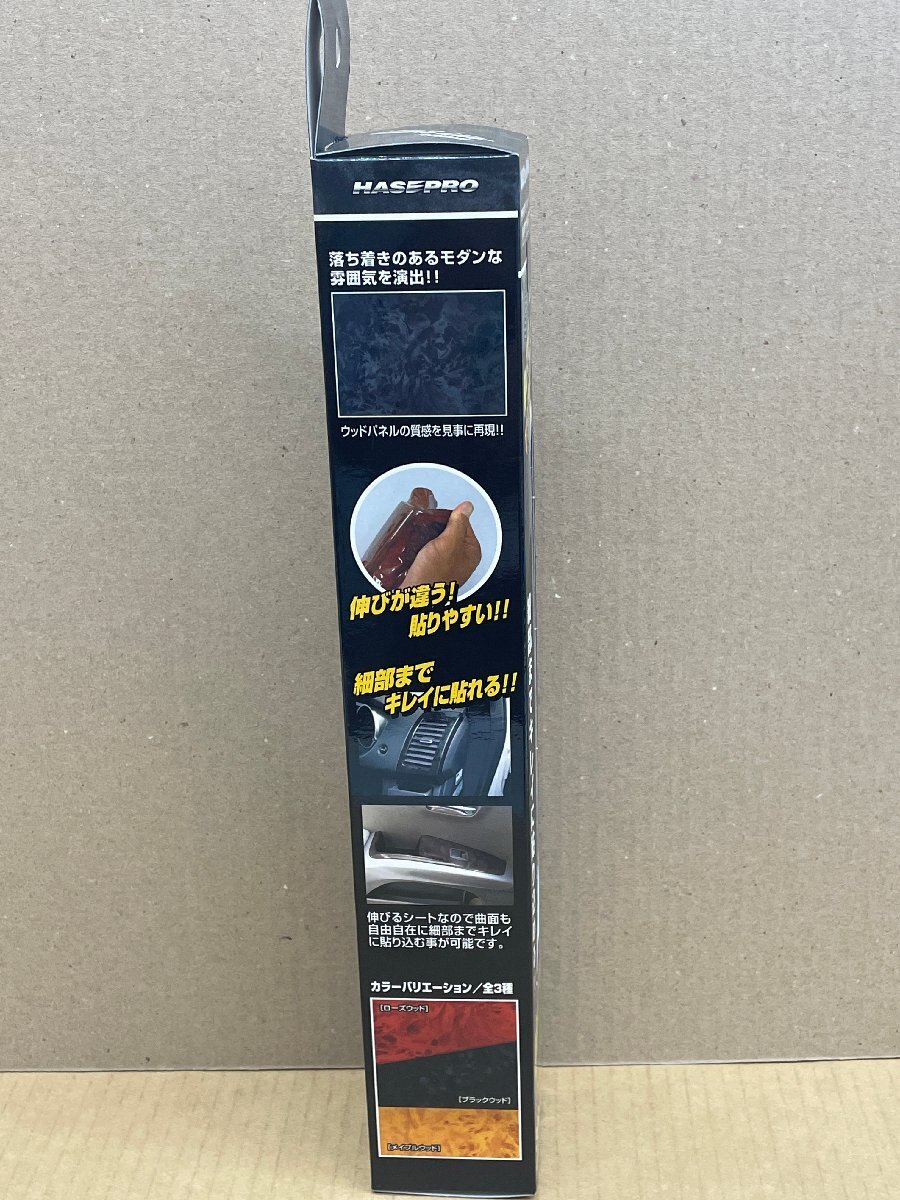 HASEPRO
落ち着きのあるモダンな
雰囲気を演出!!
ウッドパネルの質感を見事に再現!!
伸びが違う!
貼りやすい!!
細部まで
キレイに貼れる!!
伸びるシートなので曲面も
自由自在に細部までキレイ
に貼り込む事が可能です。
カラーバリエーション/全3種
[ローズウッド]
[ブラックウッド]
[メイプルウッド]